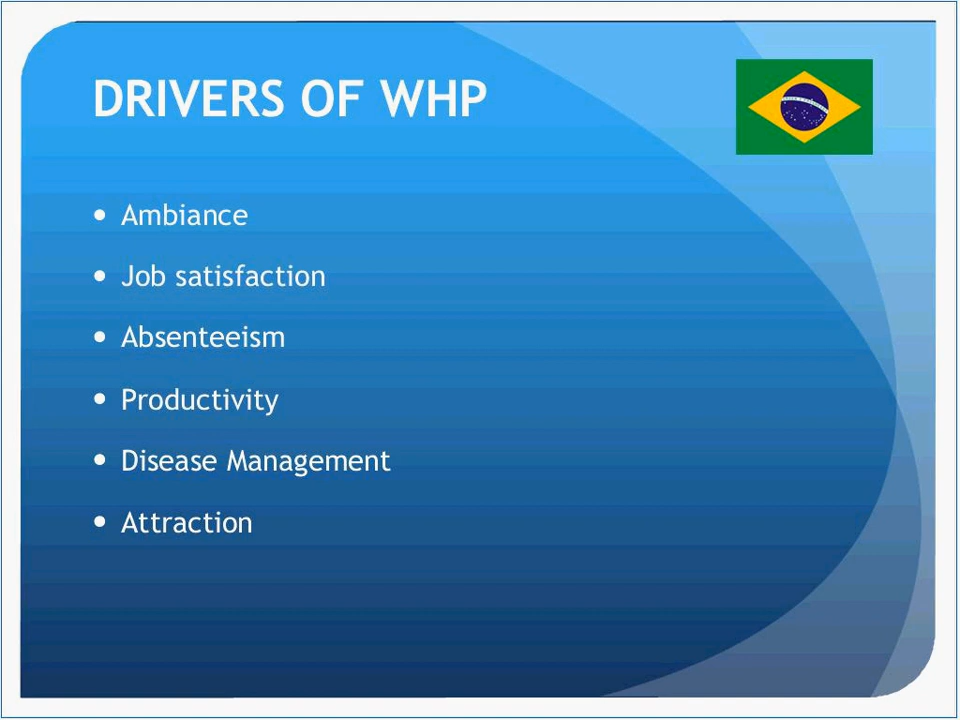 DRIVERS OF WHP
• Ambiance
• Job satisfaction
• Absenteeism
• Productivity
• Disease Management
• Attraction